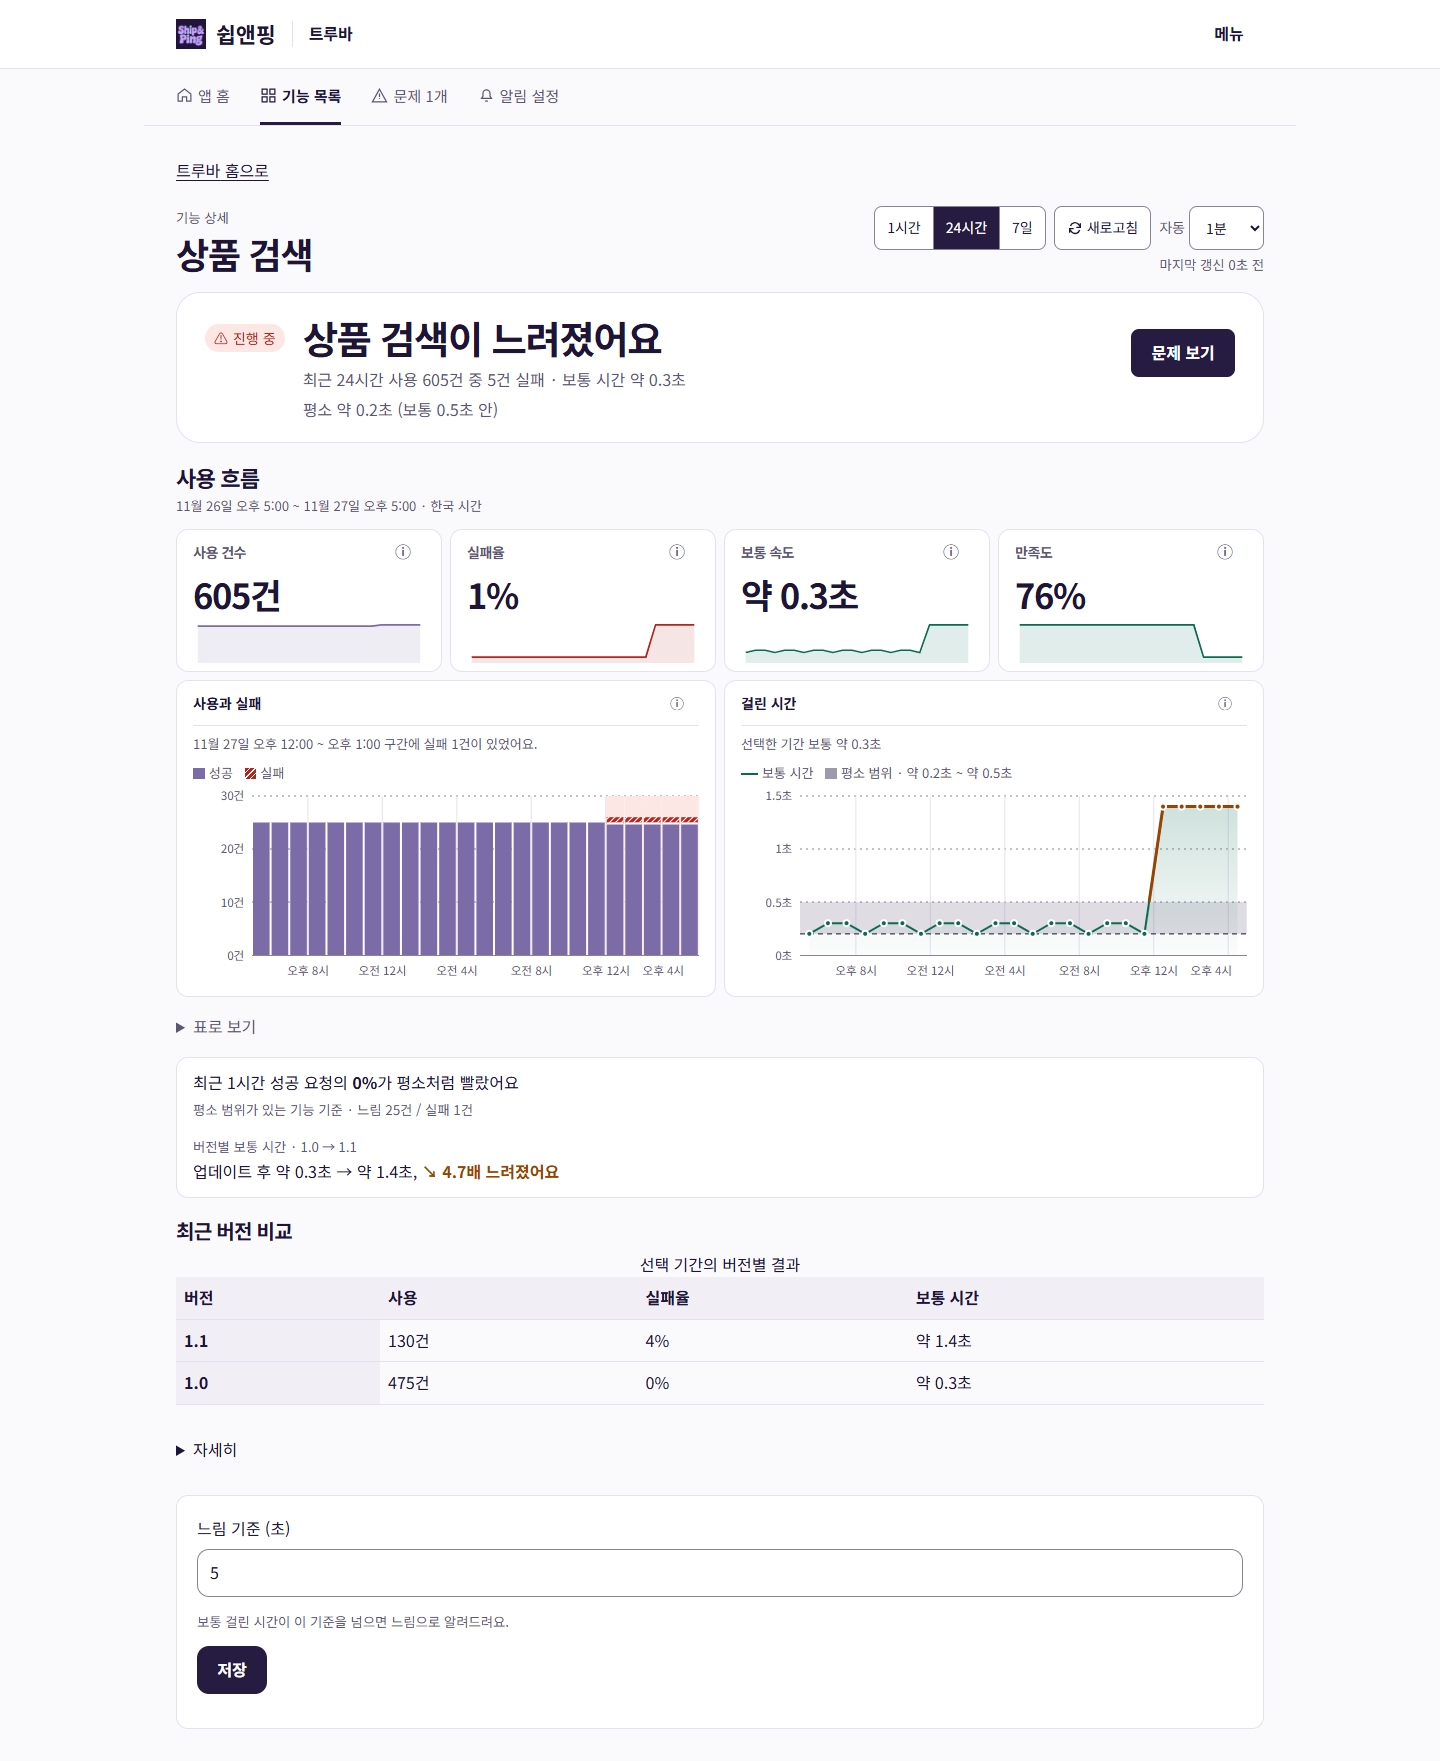 Ship& Ping 쉽앤핑 트루바 메뉴
앱 홈 기능 목록 문제 1개 알림 설정
트루바 홈으로
기능 상세
상품 검색
1시간 24시간 7일 새로고침 자동 1분
마지막 갱신 0초 전
진행 중 상품 검색이 느려졌어요
최근 24시간 사용 605건 중 5건 실패 · 보통 시간 약 0.3초
평소 약 0.2초 (보통 0.5초 안)
문제 보기
사용 흐름
11월 26일 오후 5:00 ~ 11월 27일 오후 5:00 · 한국 시간
사용 건수
605건
실패율
1%
보통 속도
약 0.3초
만족도
76%
사용과 실패
11월 27일 오후 12:00 ~ 오후 1:00 구간에 실패 1건이 있었어요.
성공 실패
30건
20건
10건
0건
오후 8시 오전 12시 오전 4시 오전 8시 오후 12시 오후 4시
걸린 시간
선택한 기간 보통 약 0.3초
보통 시간 평소 범위 · 약 0.2초 ~ 약 0.5초
1.5초
1초
0.5초
0초
오후 8시 오전 12시 오전 4시 오전 8시 오후 12시 오후 4시
▶ 표로 보기
최근 1시간 성공 요청의 0%가 평소처럼 빨랐어요
평소 범위가 있는 기능 기준 · 느림 25건 / 실패 1건
버전별 보통 시간 · 1.0 → 1.1
업데이트 후 약 0.3초 → 약 1.4초, ↘ 4.7배 느려졌어요
최근 버전 비교
선택 기간의 버전별 결과
버전 사용 실패율 보통 시간
1.1 130건 4% 약 1.4초
1.0 475건 0% 약 0.3초
▶ 자세히
느림 기준 (초)
5
보통 걸린 시간이 이 기준을 넘으면 느림으로 알려드려요.
저장